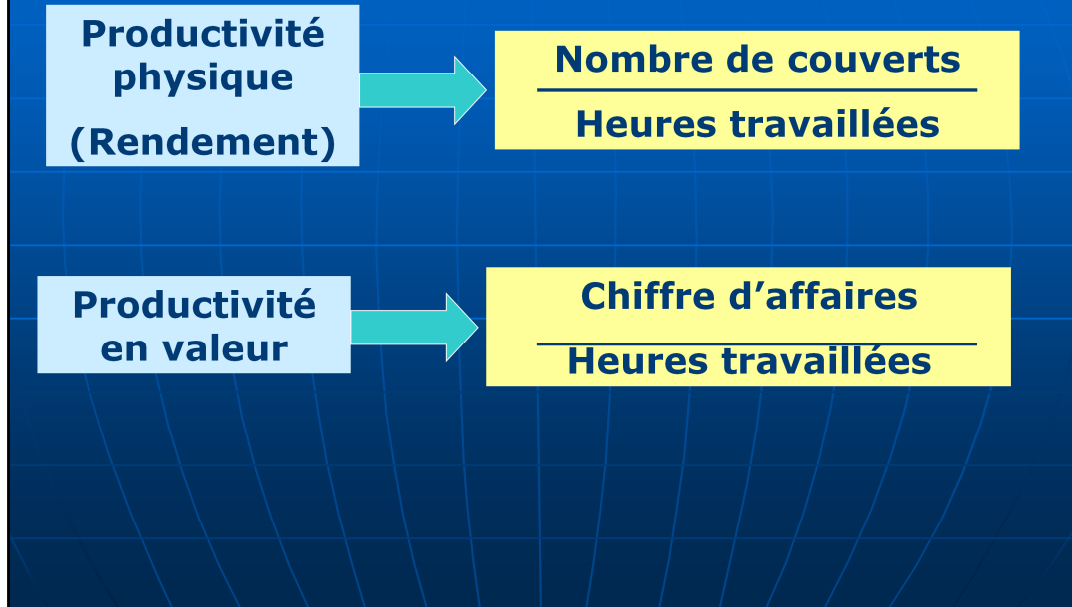 Productivité
physique
(Rendement)
Nombre de couverts
Heures travaillées
Productivité
en valeur
Chiffre d’affaires
Heures travaillées